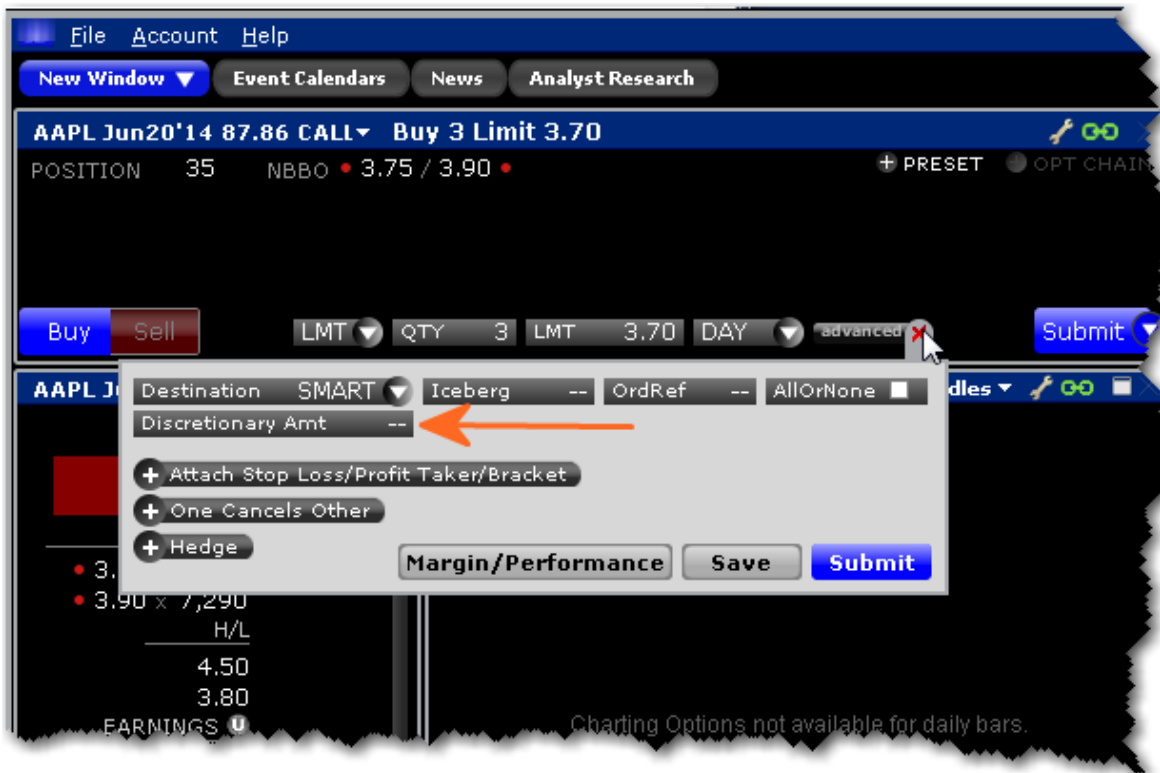 File Account Help
New Window Event Calendars News Analyst Research
AAPL Jun20'14 87.86 CALL Buy 3 Limit 3.70
POSITION 35 NBBO 3.75 / 3.90 + PRESET OPT CHAIN
Buy Sell LMT QTY 3 LMT 3.70 DAY advanced Submit
Destination SMART Iceberg -- OrdRef -- AllOrNone
Discretionary Amt --
+ Attach Stop Loss/Profit Taker/Bracket
+ One Cancels Other
+ Hedge
Margin/Performance Save Submit
AAPL
3.90 x 7,290
H/L
4.50
3.80
EARNINGS U
Charting Options not available for daily bars.